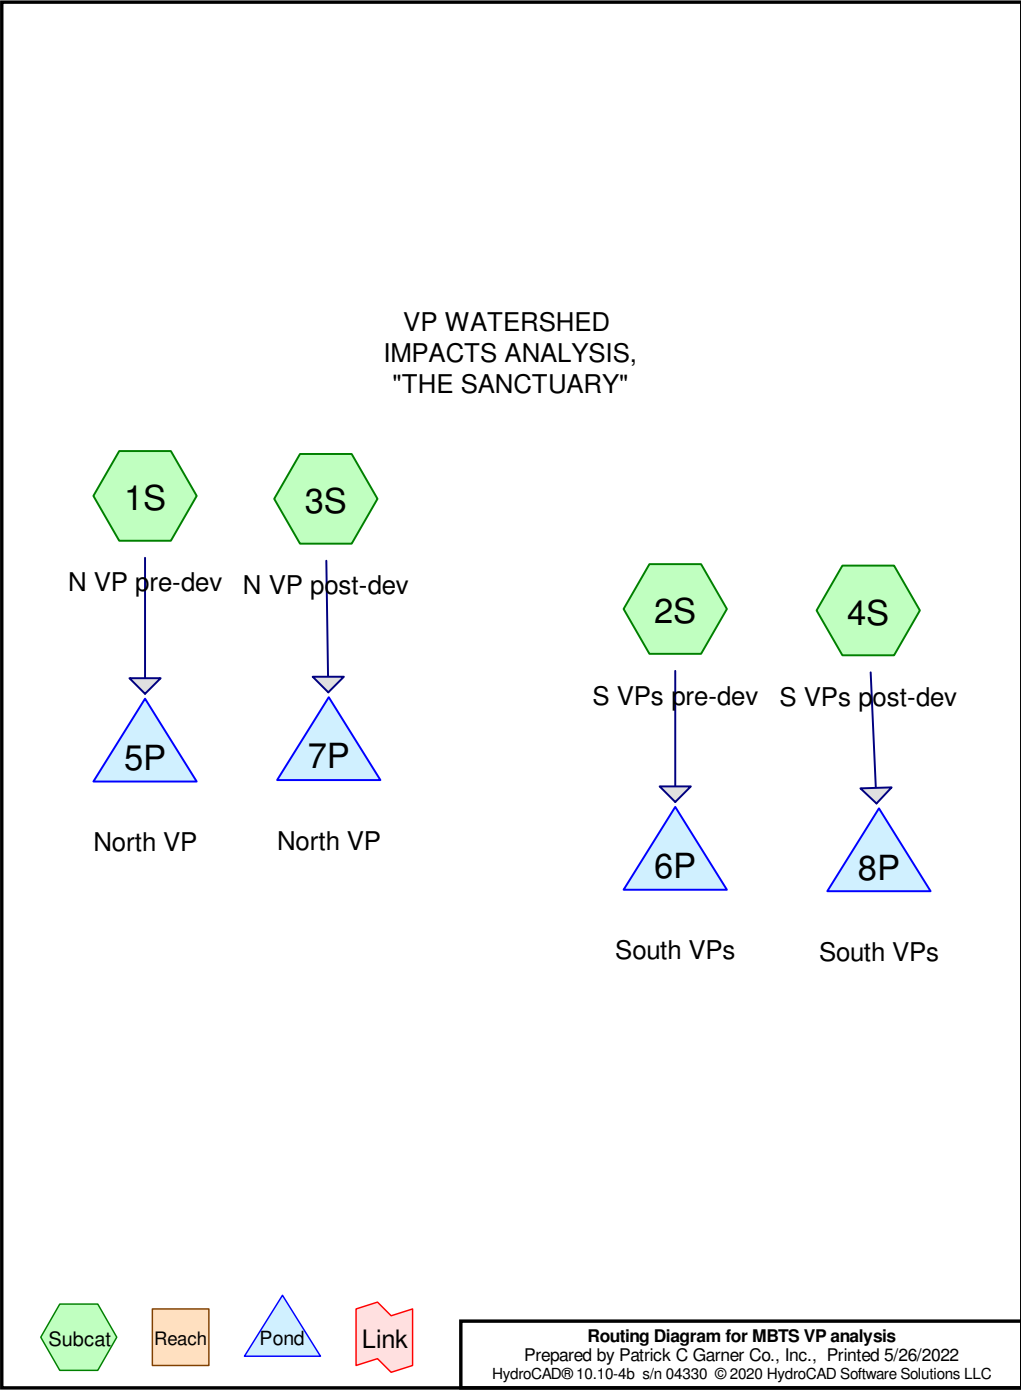 VP WATERSHED
IMPACTS ANALYSIS,
"THE SANCTUARY"
1S
3S
N VP pre-dev
N VP post-dev
5P
7P
North VP
North VP
2S
4S
S VPs pre-dev
S VPs post-dev
6P
8P
South VPs
South VPs
Subcat
Reach
Pond
Link
Routing Diagram for MBTS VP analysis
Prepared by Patrick C Garner Co., Inc., Printed 5/26/2022
HydroCAD® 10.10-4b s/n 04330 © 2020 HydroCAD Software Solutions LLC